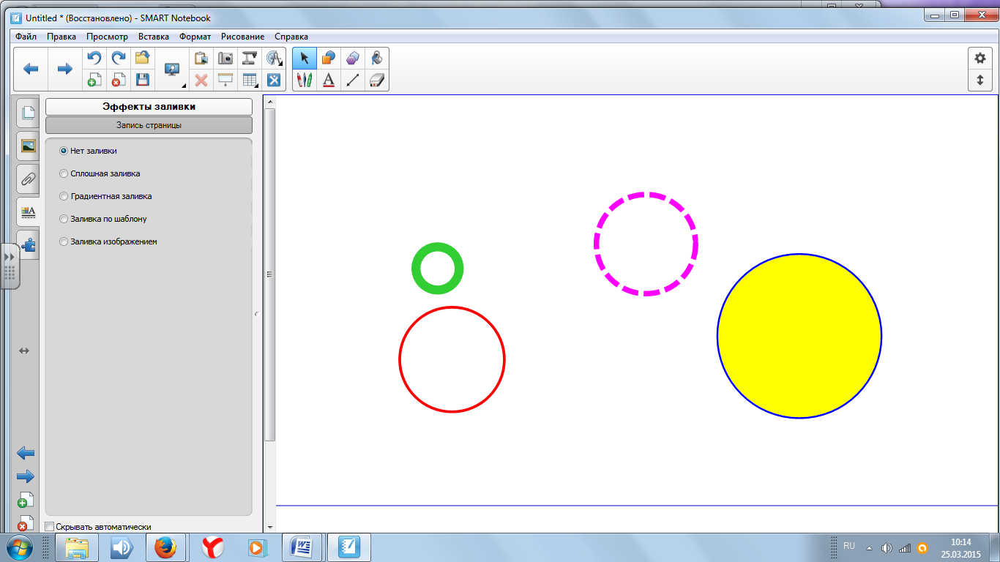 Untitled * (Восстановлено) - SMART Notebook
Файл Правка Просмотр Вставка Формат Рисование Справка
Эффекты заливки
Запись страницы
Нет заливки
Сплошная заливка
Градиентная заливка
Заливка по шаблону
Заливка изображением
Скрывать автоматически
RU
10:14
25.03.2015